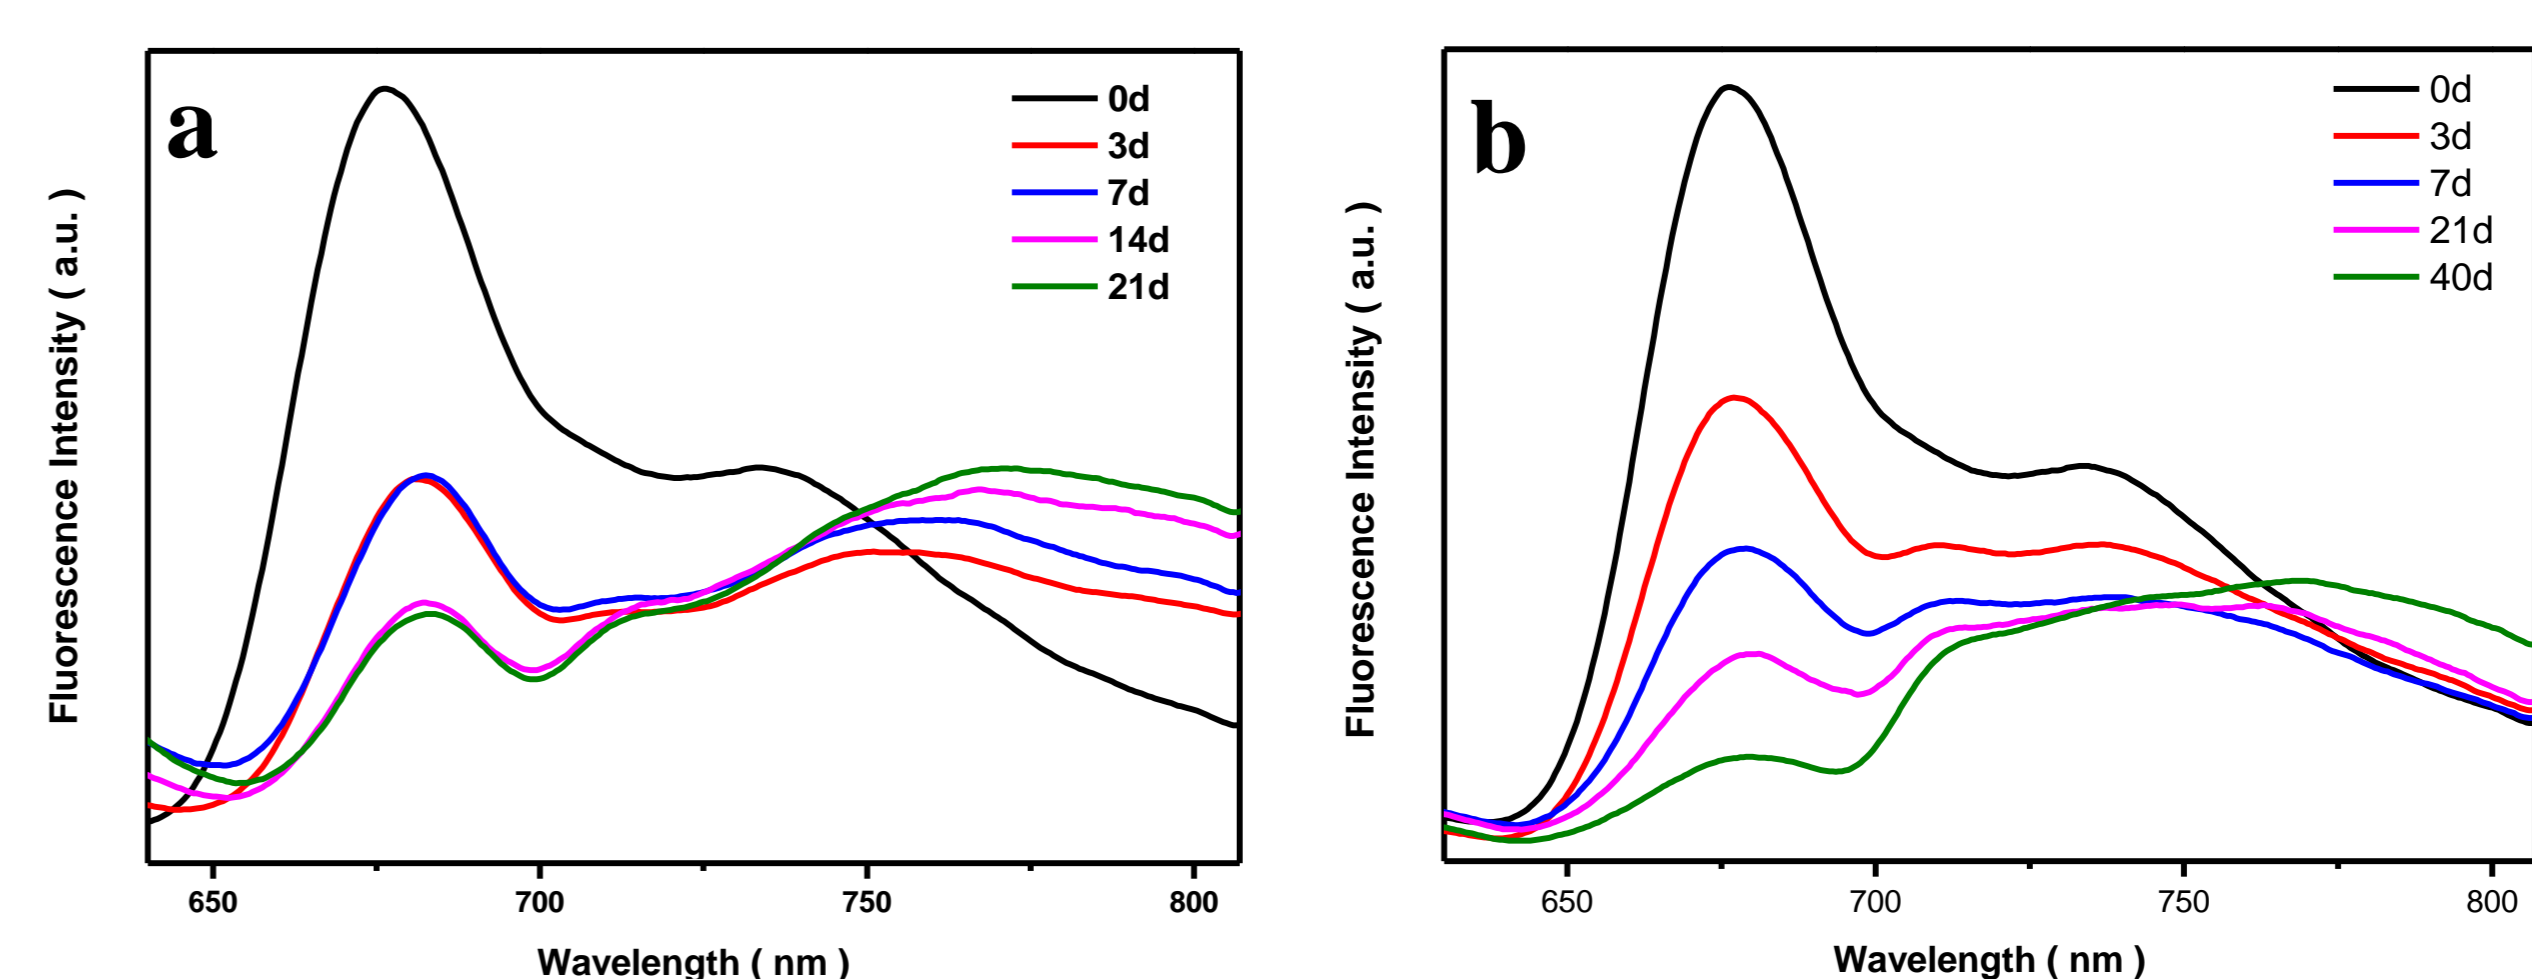 a
0d
3d
7d
14d
21d
Fluorescence Intensity ( a.u. )
650 700 750 800
Wavelength ( nm )
b
0d
3d
7d
21d
40d
Fluorescence Intensity ( a.u. )
650 700 750 800
Wavelength ( nm )